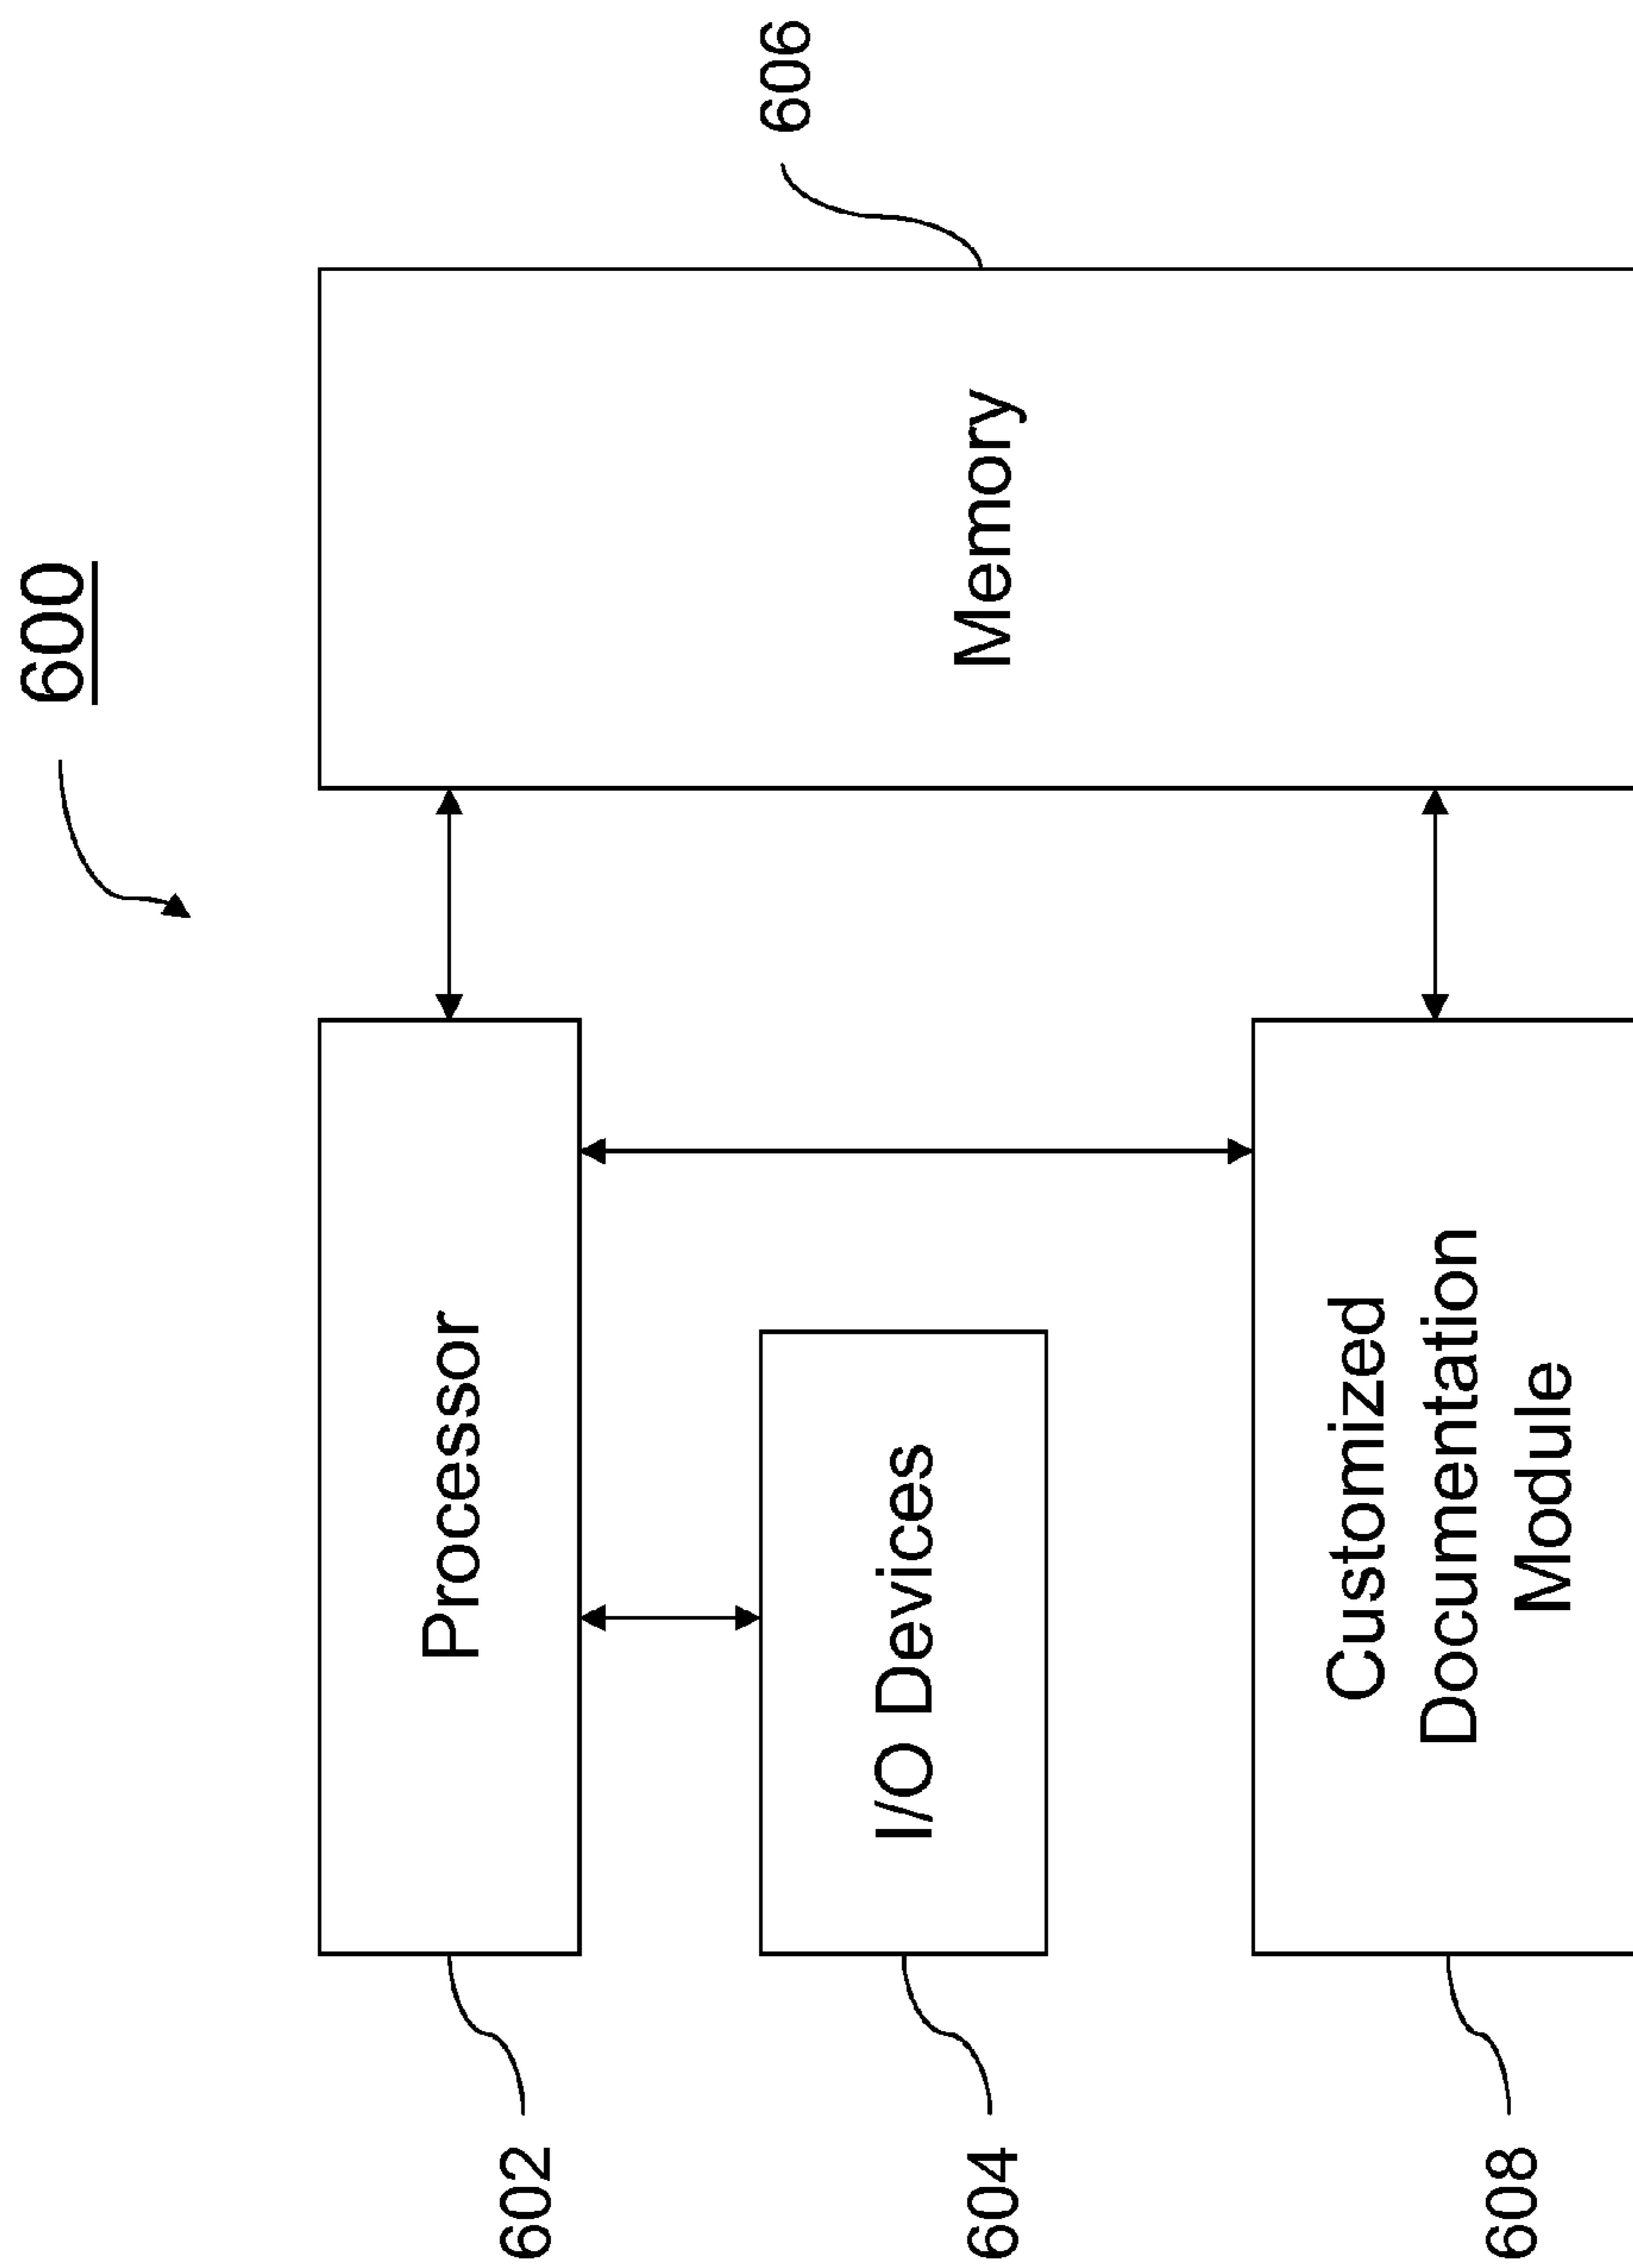 600
602
Processor
604
I/O Devices
608
Customized
Documentation
Module
Memory
606